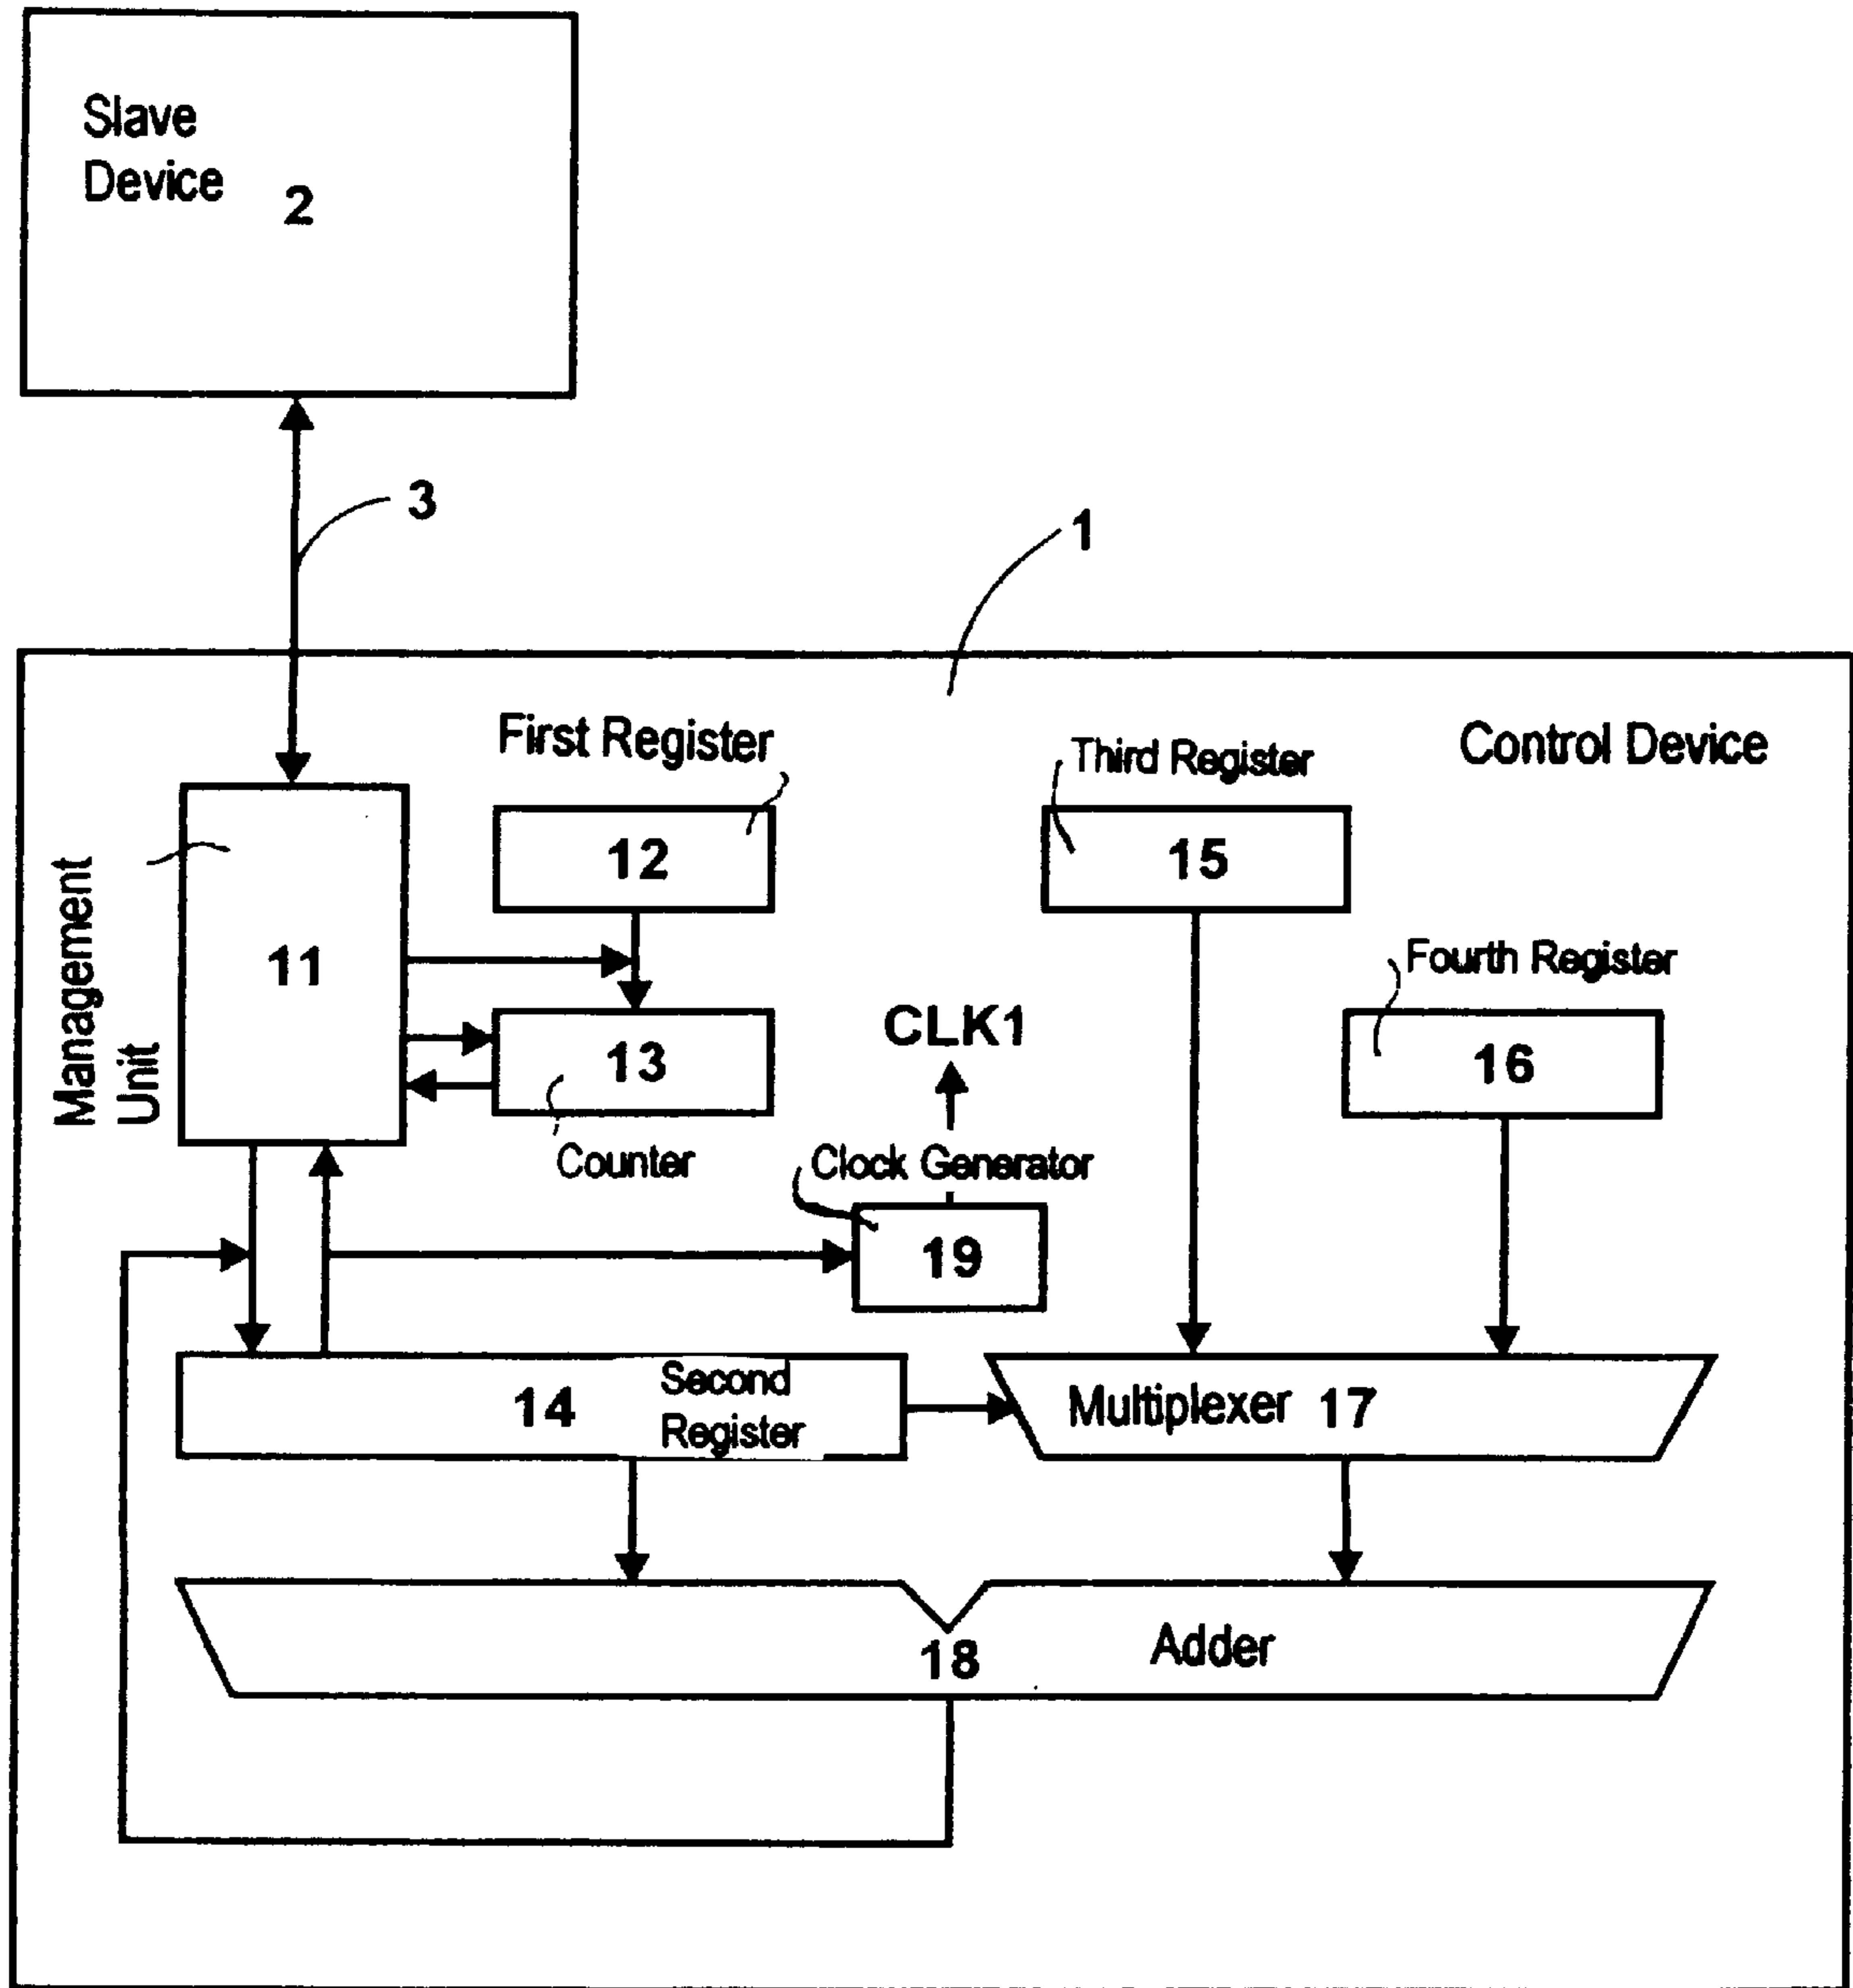 Slave
Device
2
3
1
First Register
Third Register
Control Device
12
15
Management
Unit
11
Fourth Register
CLK1
13
16
Counter
Clock Generator
19
14
Second
Register
Multiplexer 17
18
Adder